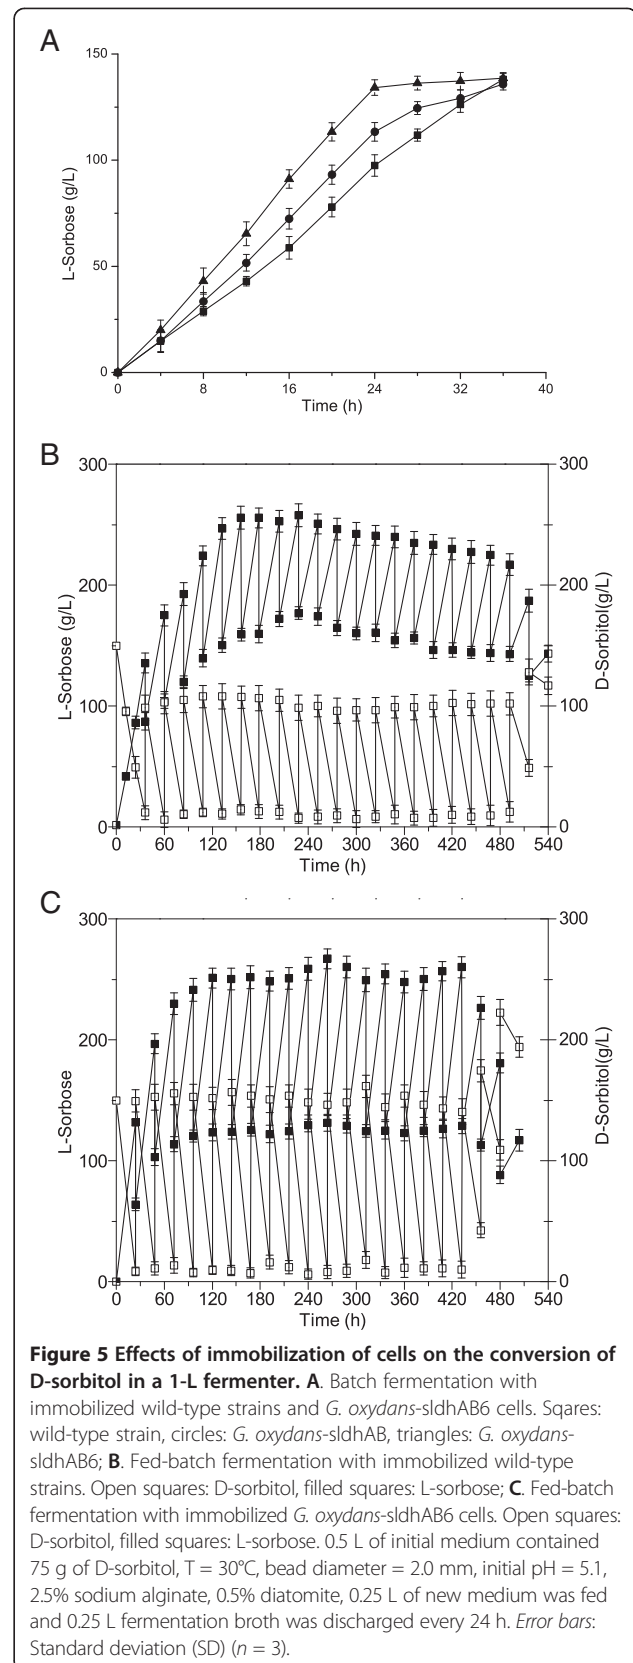 A
150
100
50
0
L-Sorbose (g/L)
0 8 16 24 32 40
Time (h)
B
300 300
200 200
100 100
0 0
L-Sorbose (g/L)
D-Sorbitol(g/L)
0 60 120 180 240 300 360 420 480 540
Time (h)
C
300 300
200 200
100 100
0 0
L-Sorbose
D-Sorbitol(g/L)
0 60 120 180 240 300 360 420 480 540
Time (h)
Figure 5 Effects of immobilization of cells on the conversion of
D-sorbitol in a 1-L fermenter. A. Batch fermentation with
immobilized wild-type strains and G. oxydans-sldhAB6 cells. Sqares:
wild-type strain, circles: G. oxydans-sldhAB, triangles: G. oxydans-
sldhAB6; B. Fed-batch fermentation with immobilized wild-type
strains. Open squares: D-sorbitol, filled squares: L-sorbose; C. Fed-batch
fermentation with immobilized G. oxydans-sldhAB6 cells. Open squares:
D-sorbitol, filled squares: L-sorbose. 0.5 L of initial medium contained
75 g of D-sorbitol, T = 30°C, bead diameter = 2.0 mm, initial pH = 5.1,
2.5% sodium alginate, 0.5% diatomite, 0.25 L of new medium was fed
and 0.25 L fermentation broth was discharged every 24 h. Error bars:
Standard deviation (SD) (n = 3).